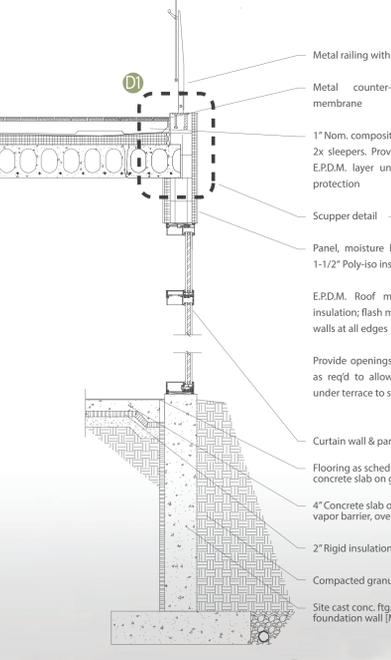 D1
Metal railing with
Metal counter-
membrane
1" Nom. composit
2x sleepers. Prov
E.P.D.M. layer un
protection
Scupper detail
Panel, moisture
1-1/2" Poly-iso ins
E.P.D.M. Roof m
insulation; flash m
walls at all edges
Provide openings
as req'd to allow
under terrace to s
Curtain wall & par
Flooring as sched
concrete slab on g
4" Concrete slab o
vapor barrier, ove
2" Rigid insulation
Compacted granu
Site cast conc. ftg.
foundation wall [M